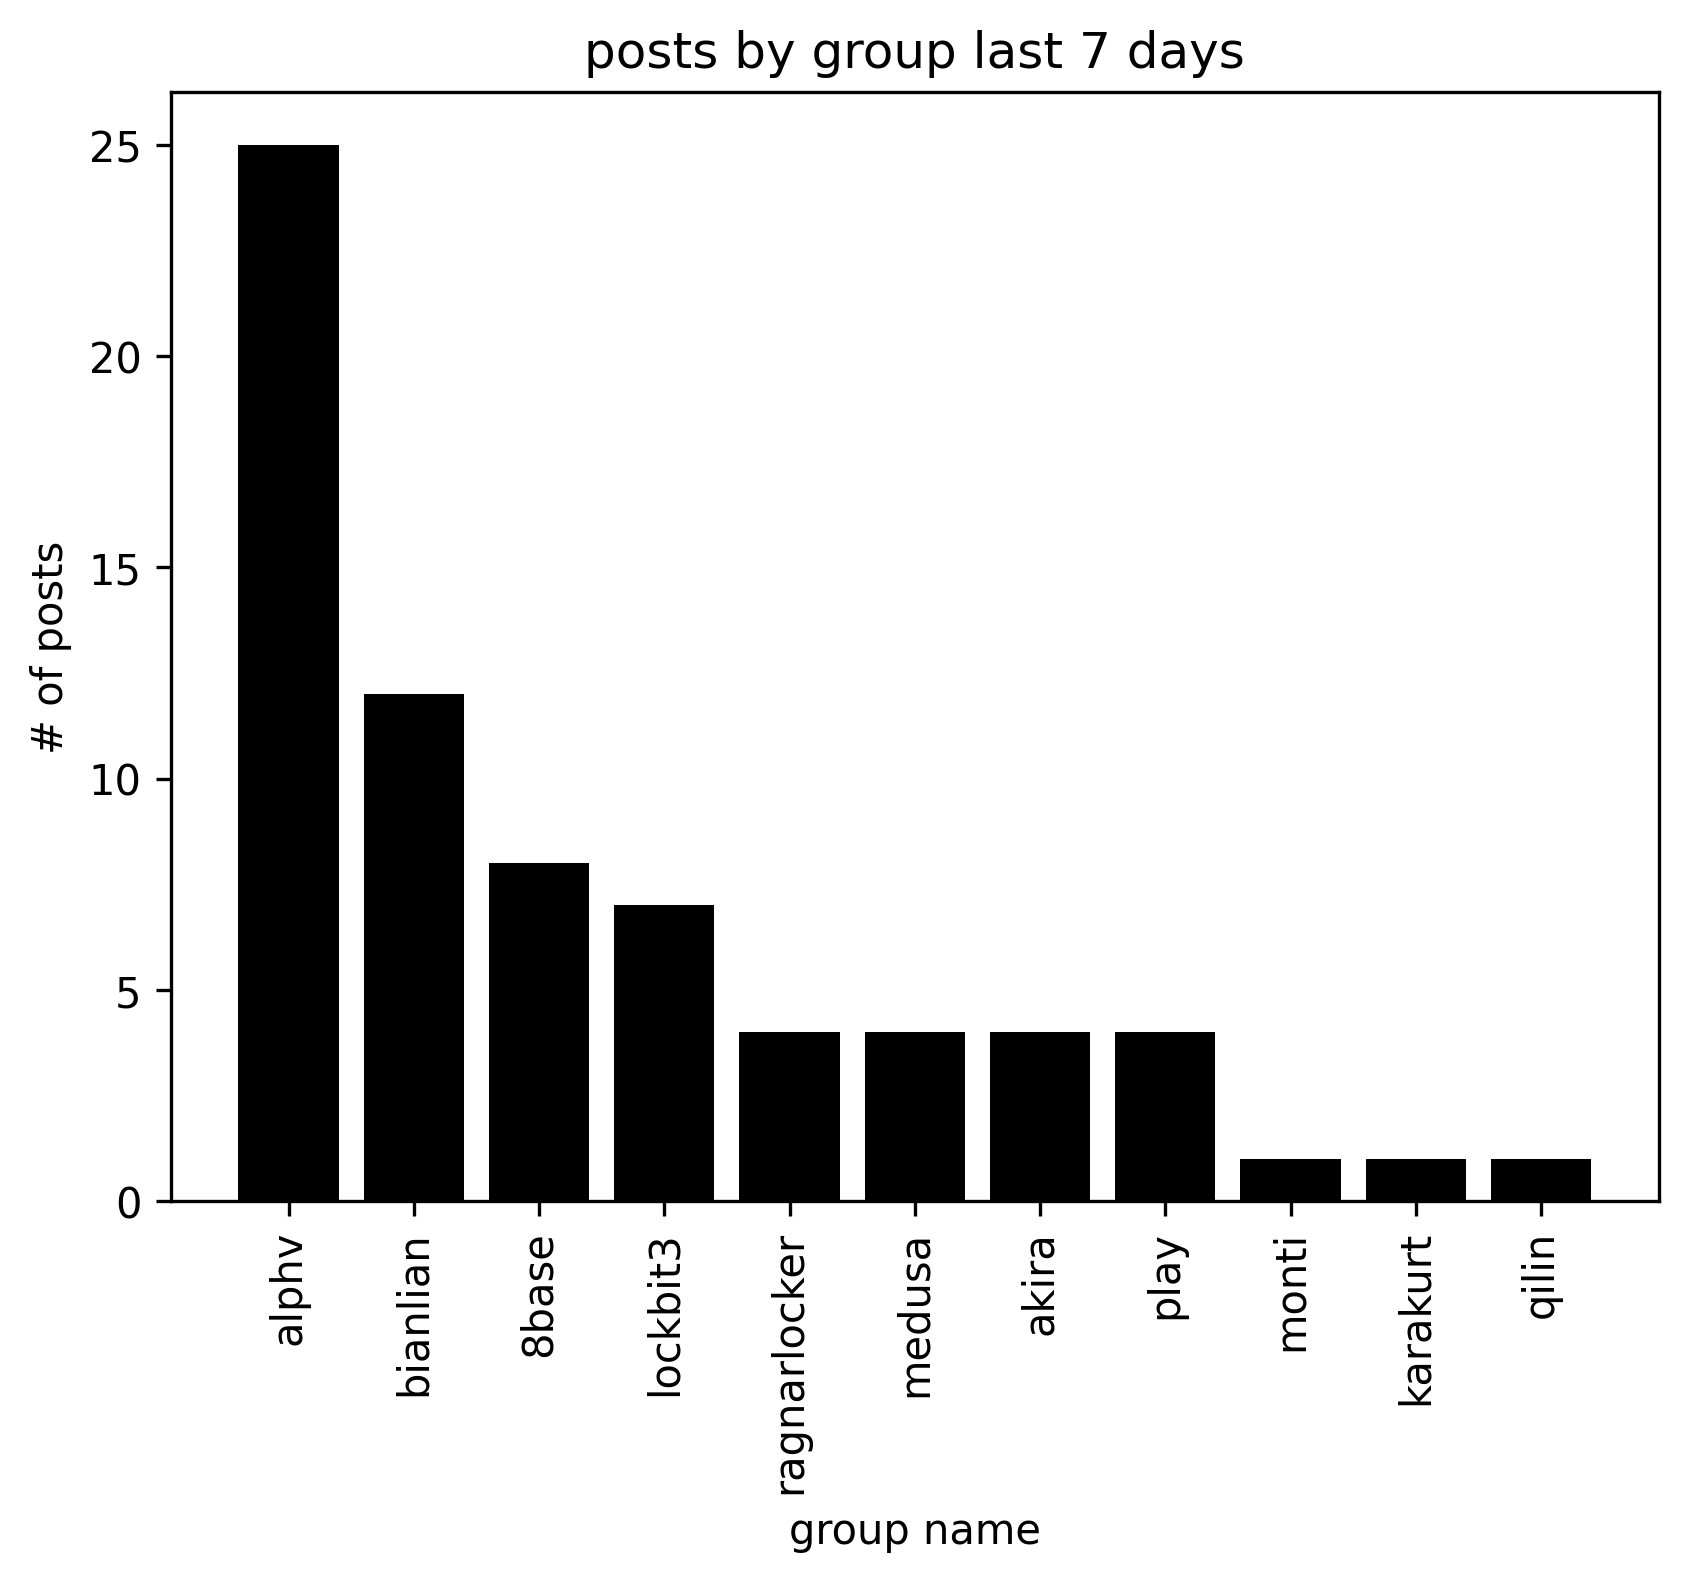 posts by group last 7 days
25
20
15
10
5
0
# of posts
alphv
bianlian
8base
lockbit3
ragnarlocker
medusa
akira
play
monti
karakurt
qilin
group name